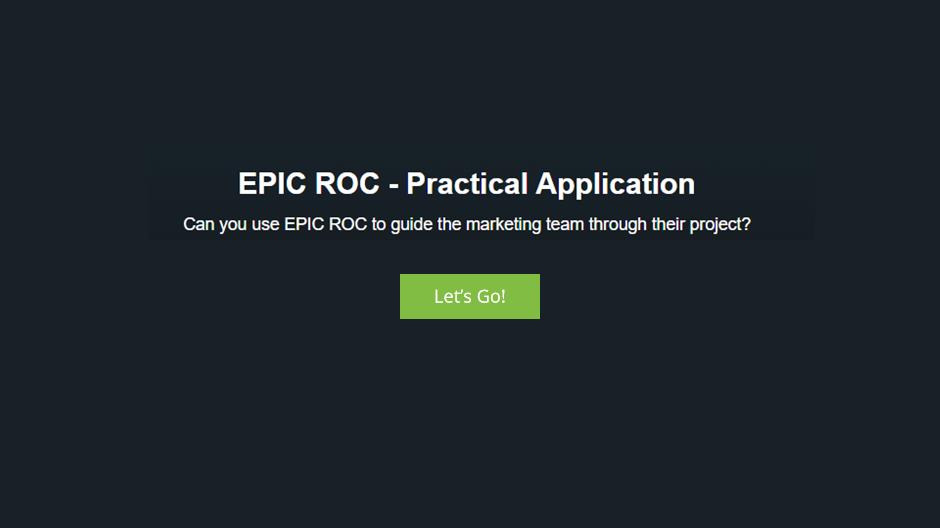 EPIC ROC - Practical Application
Can you use EPIC ROC to guide the marketing team through their project?
Let's Go!